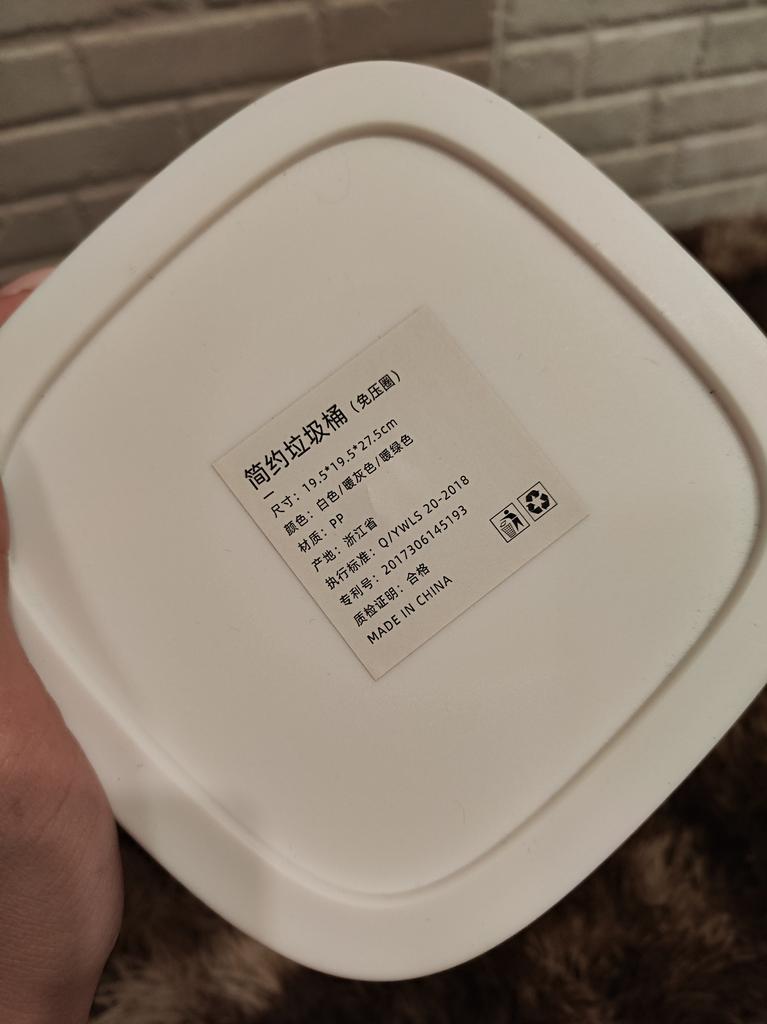 简约垃圾桶（免压圈）
尺寸：19.5*19.5*27.5cm
颜色：白色/暖灰色/暖绿色
材质：PP
产地：浙江省
执行标准：Q/YWLS 20-2018
专利号：2017306145193
质检证明：合格
MADE IN CHINA